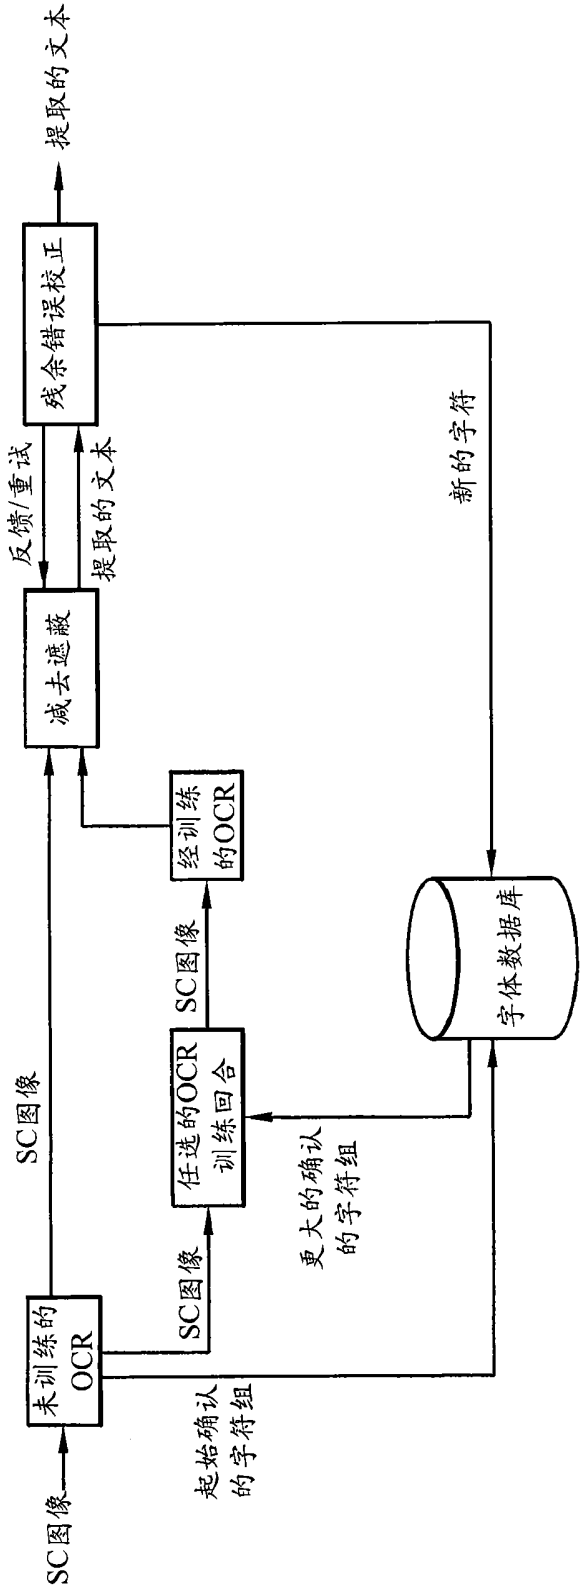 SC图像
未训练的
OCR
SC图像
减去遮蔽
反馈/重试
提取的文本
残余错误校正
提取的文本
SC图像
任选的OCR
训练回合
SC图像
经训练
的OCR
起始确认
的字符组
更大的确认
的字符组
字体数据库
新的字符